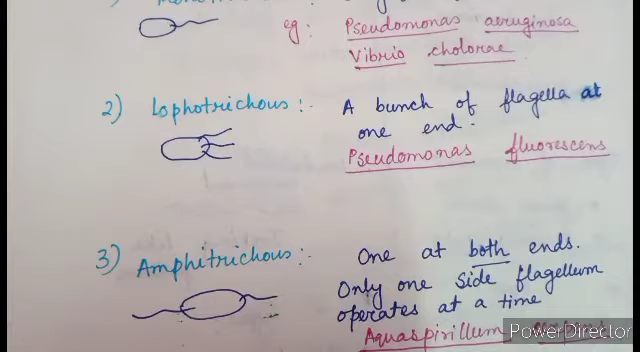 eg: Pseudomonas aeruginosa
Vibrio cholorae
2) Lophotrichous :- A bunch of flagella at
one end.
Pseudomonas fluorescens
3) Amphitrichous :- One at both ends.
Only one side flagellum
operates at a time
Aquaspirillum
PowerDirector